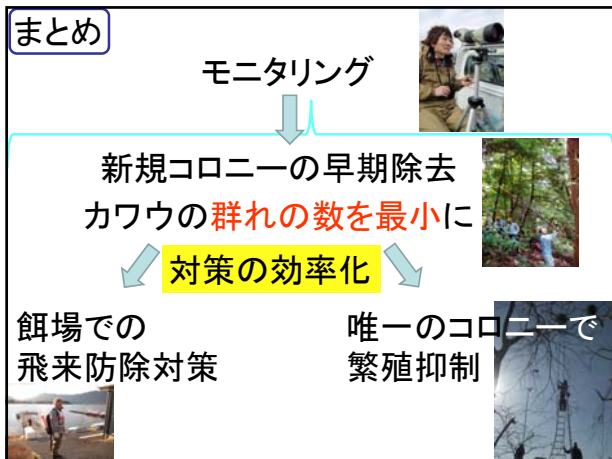 まとめ
モニタリング
新規コロニーの早期除去
カワウの群れの数を最小に
対策の効率化
餌場での
飛来防除対策
唯一のコロニーで
繁殖抑制